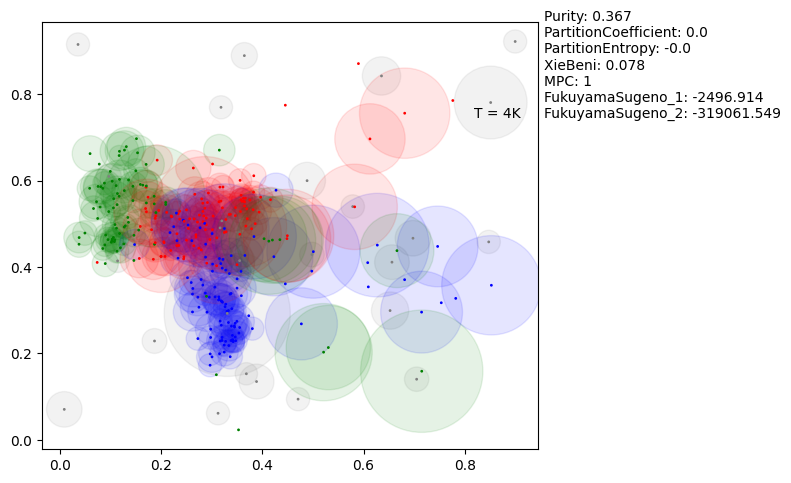 Purity: 0.367
PartitionCoefficient: 0.0
PartitionEntropy: -0.0
XieBeni: 0.078
MPC: 1
FukuyamaSugeno_1: -2496.914
FukuyamaSugeno_2: -319061.549
T = 4K
0.8
0.6
0.4
0.2
0.0
0.0 0.2 0.4 0.6 0.8